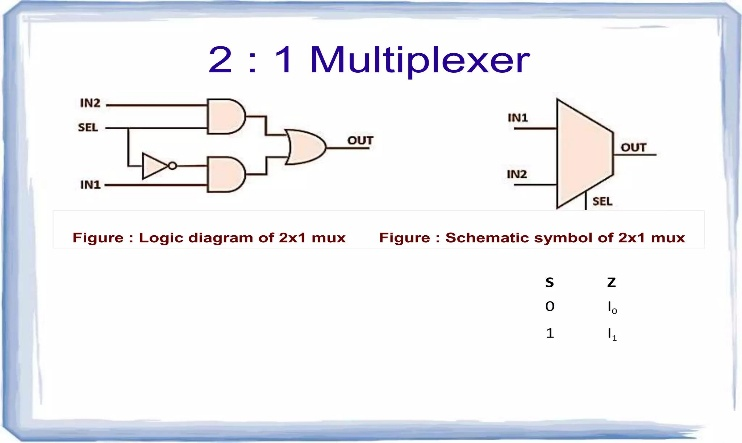 2 : 1 Multiplexer
IN2
SEL
IN1
OUT
IN1
IN2
OUT
SEL
Figure : Logic diagram of 2x1 mux
Figure : Schematic symbol of 2x1 mux
S Z
0 I₀
1 I₁